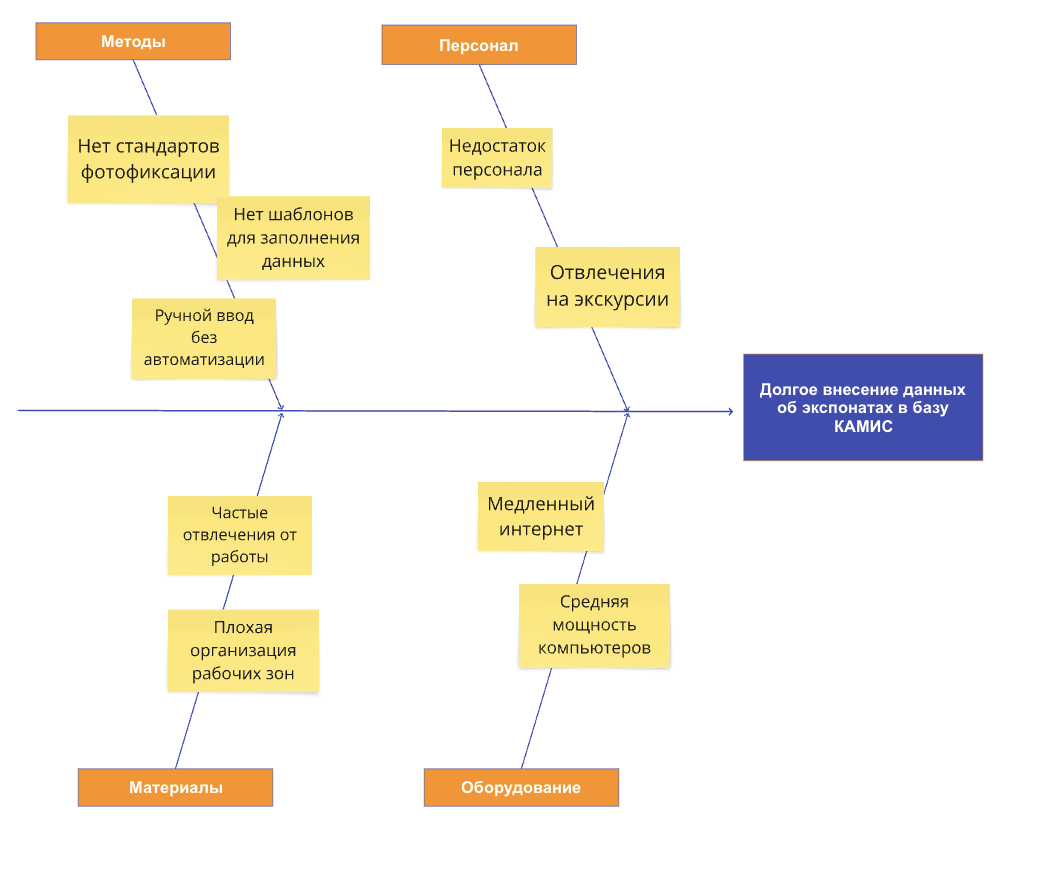 Методы
Персонал
Нет стандартов
фотофиксации
Недостаток
персонала
Нет шаблонов
для заполнения
данных
Отвлечения
на экскурсии
Ручной ввод
без
автоматизации
Долгое внесение данных
об экспонатах в базу
КАМИС
Частые
отвлечения от
работы
Медленный
интернет
Плохая
организация
рабочих зон
Средняя
мощность
компьютеров
Материалы
Оборудование